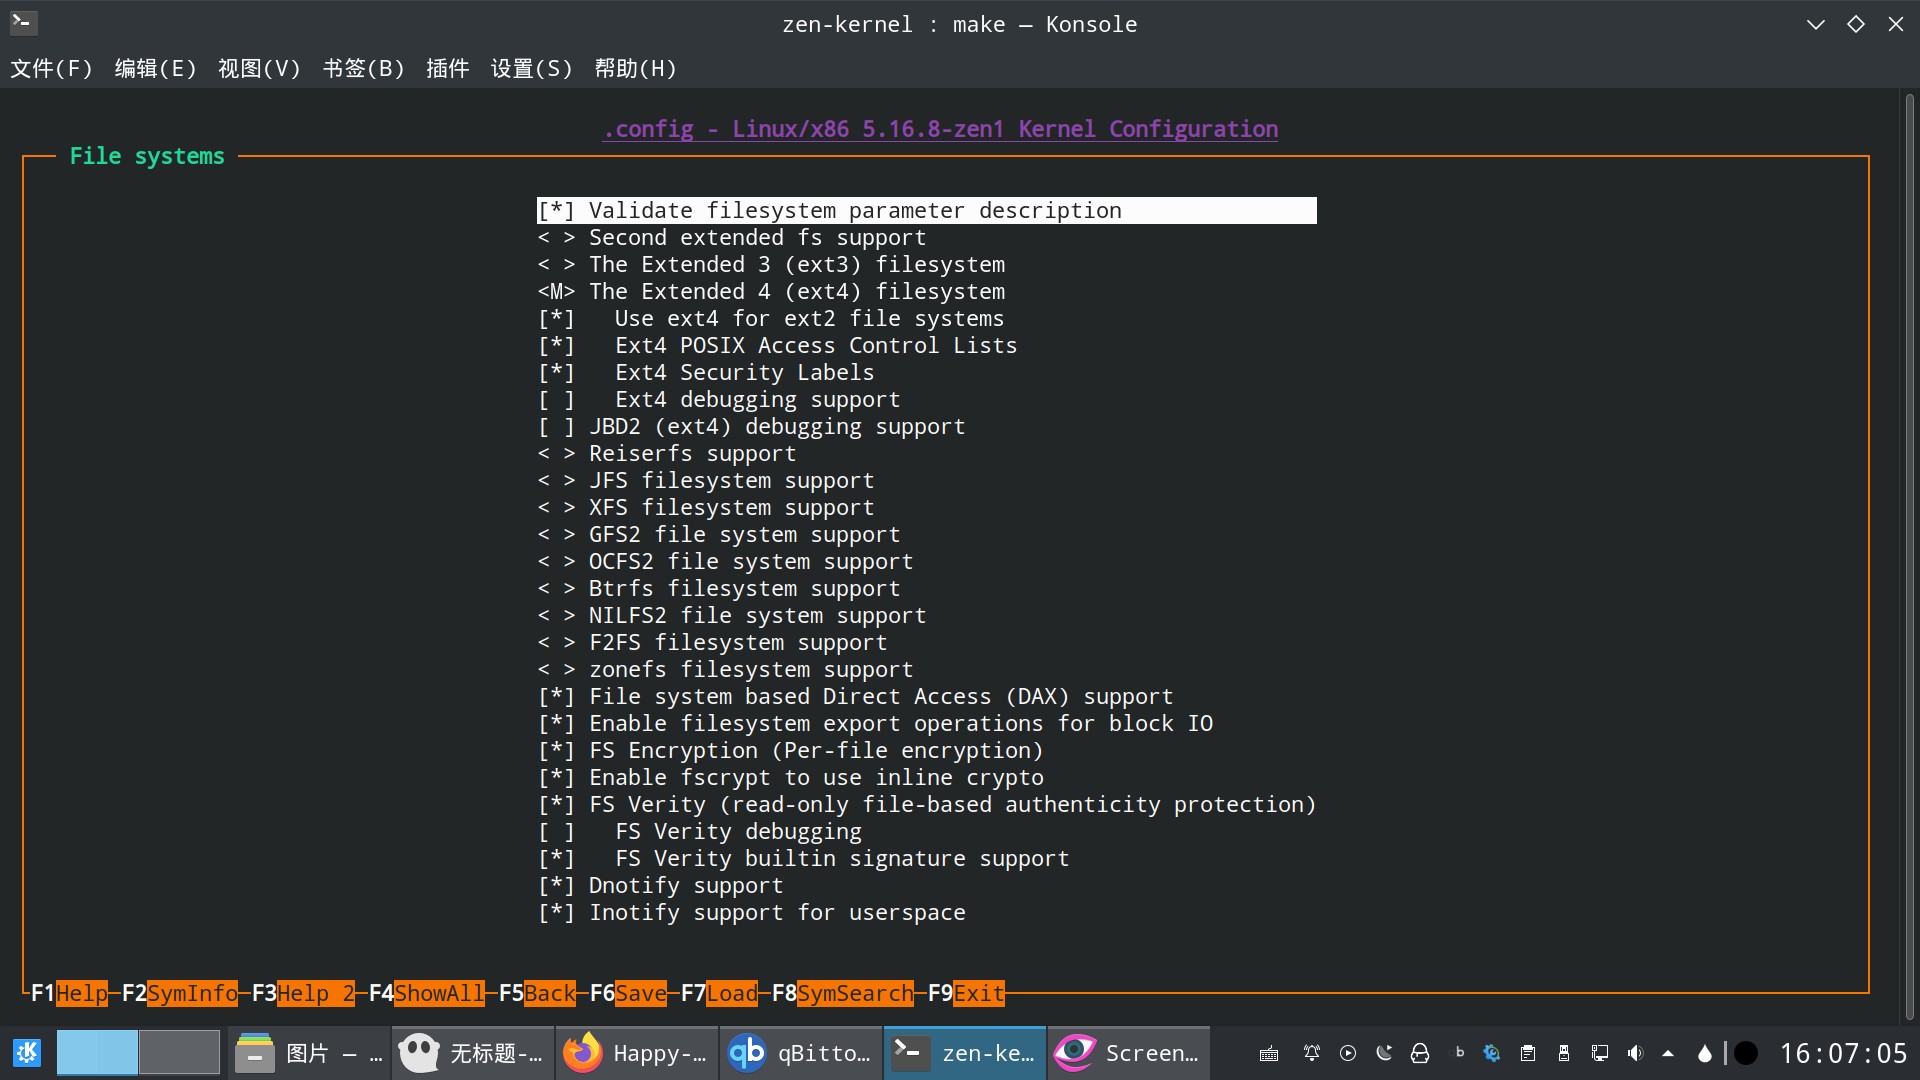 zen-kernel : make — Konsole
文件(F) 编辑(E) 视图(V) 书签(B) 插件 设置(S) 帮助(H)
.config - Linux/x86 5.16.8-zen1 Kernel Configuration
File systems
[*] Validate filesystem parameter description
< > Second extended fs support
< > The Extended 3 (ext3) filesystem
<M> The Extended 4 (ext4) filesystem
[*]   Use ext4 for ext2 file systems
[*]   Ext4 POSIX Access Control Lists
[*]   Ext4 Security Labels
[ ]   Ext4 debugging support
[ ] JBD2 (ext4) debugging support
< > Reiserfs support
< > JFS filesystem support
< > XFS filesystem support
< > GFS2 file system support
< > OCFS2 file system support
< > Btrfs filesystem support
< > NILFS2 file system support
< > F2FS filesystem support
< > zonefs filesystem support
[*] File system based Direct Access (DAX) support
[*] Enable filesystem export operations for block IO
[*] FS Encryption (Per-file encryption)
[*] Enable fscrypt to use inline crypto
[*] FS Verity (read-only file-based authenticity protection)
[ ]   FS Verity debugging
[*]   FS Verity builtin signature support
[*] Dnotify support
[*] Inotify support for userspace
F1Help F2SymInfo F3Help 2 F4ShowAll F5Back F6Save F7Load F8SymSearch F9Exit
图片 — … 无标题-… Happy-… qb qBitto… zen-ke… Screen… b 16:07:05